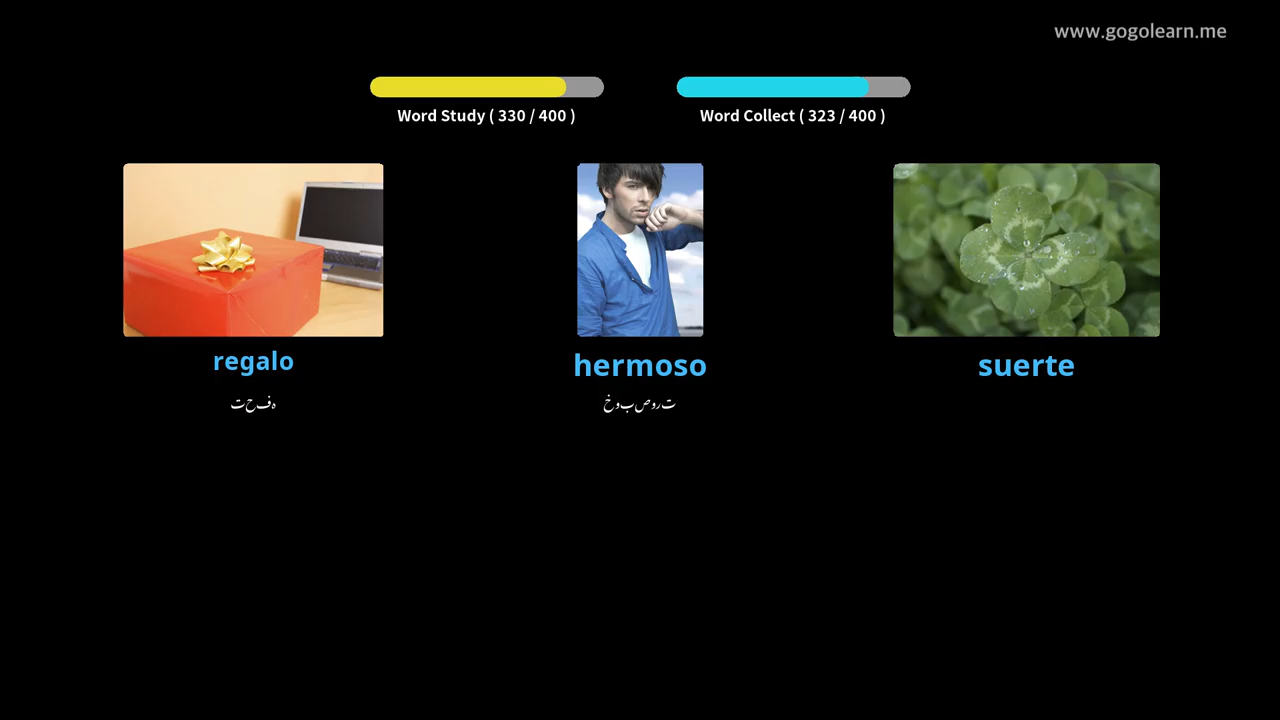 www.gogolearn.me
Word Study ( 330 / 400 )
Word Collect ( 323 / 400 )
regalo
تحفہ
hermoso
خوبصورت
suerte